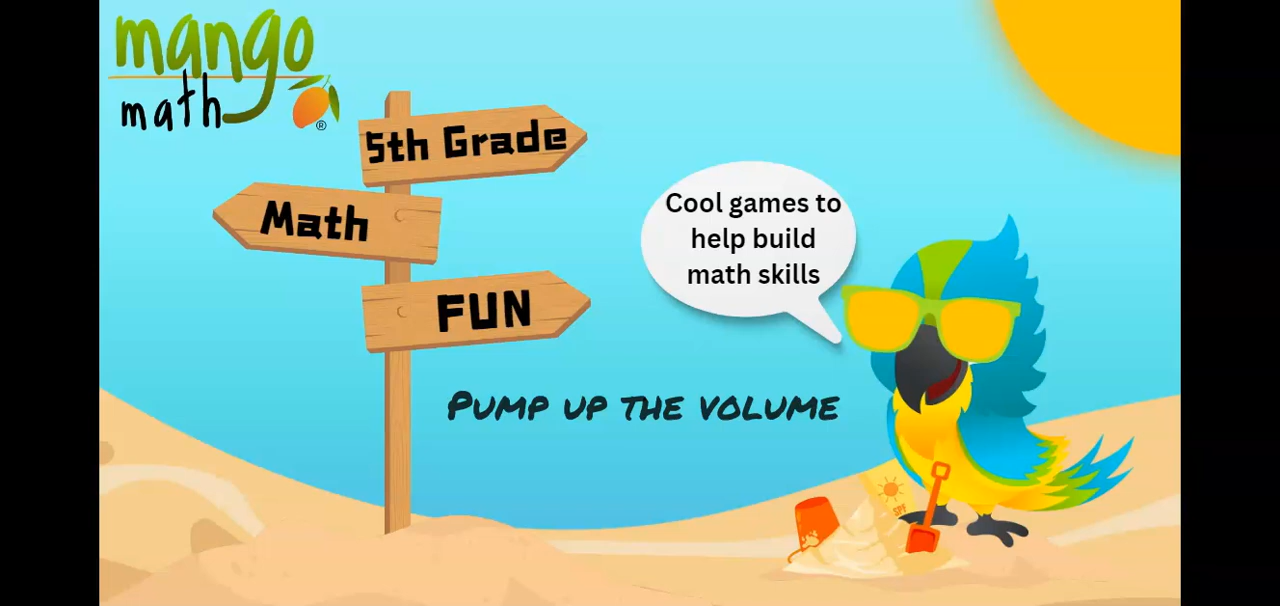 mango
math
®
5th Grade
Math
FUN
Cool games to
help build
math skills
Pump up the volume
SPF